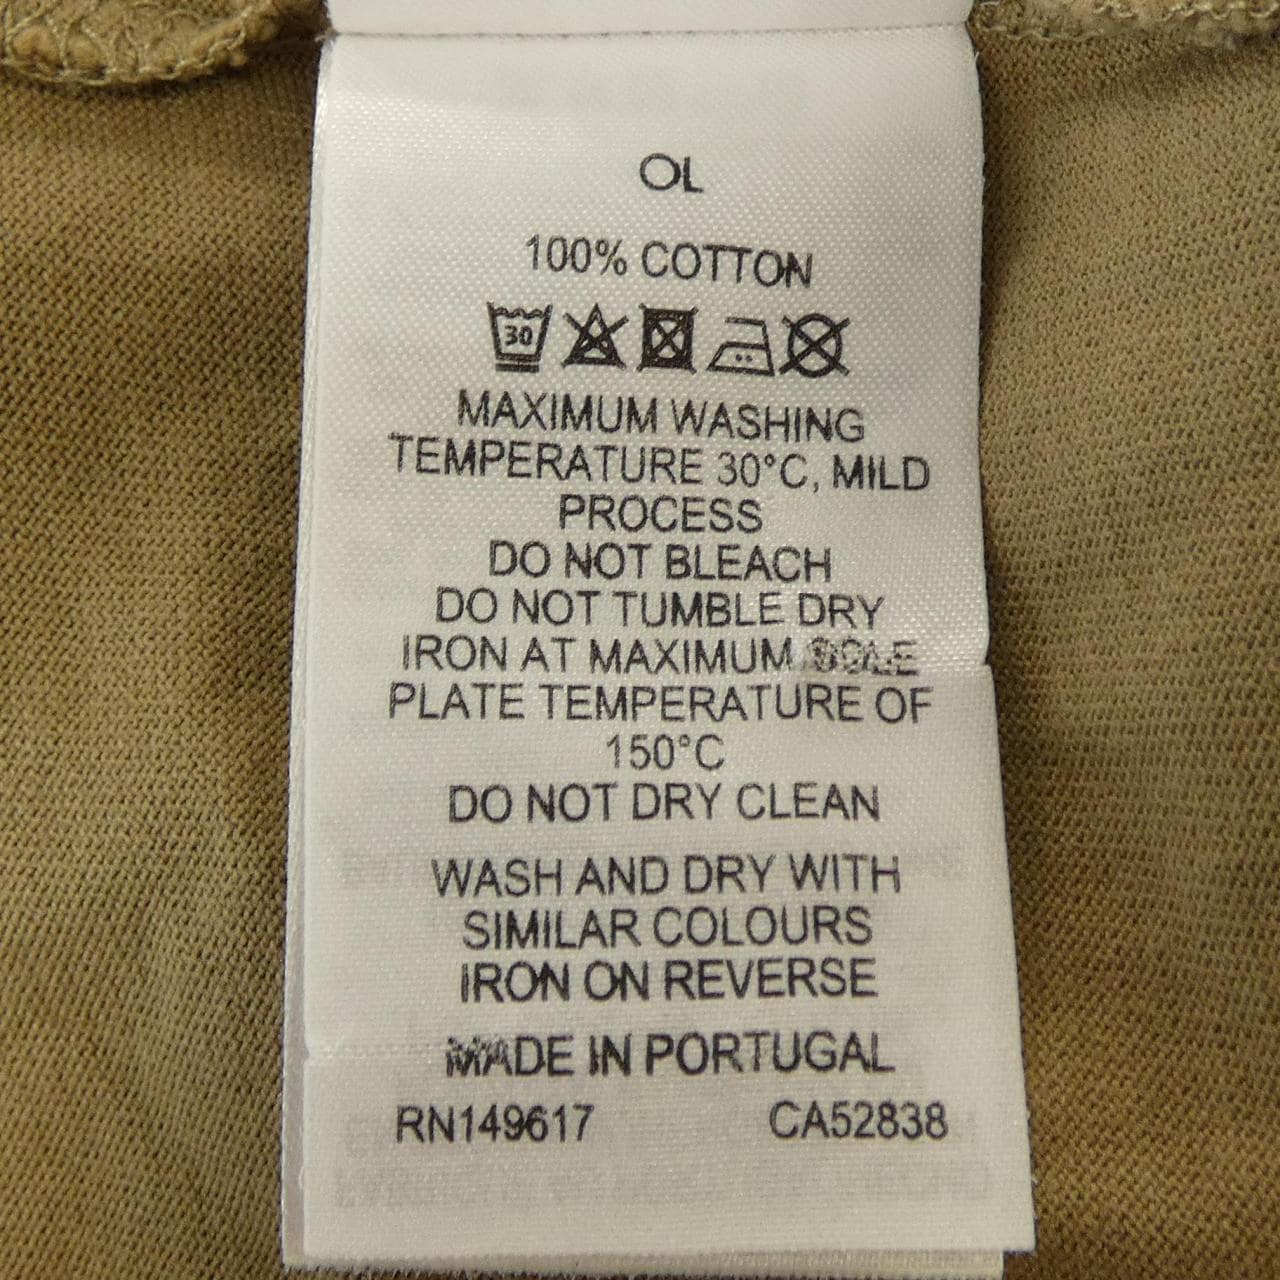 OL
100% COTTON
30
MAXIMUM WASHING
TEMPERATURE 30°C, MILD
PROCESS
DO NOT BLEACH
DO NOT TUMBLE DRY
IRON AT MAXIMUM SOLE
PLATE TEMPERATURE OF
150°C
DO NOT DRY CLEAN
WASH AND DRY WITH
SIMILAR COLOURS
IRON ON REVERSE
MADE IN PORTUGAL
RN149617 CA52838